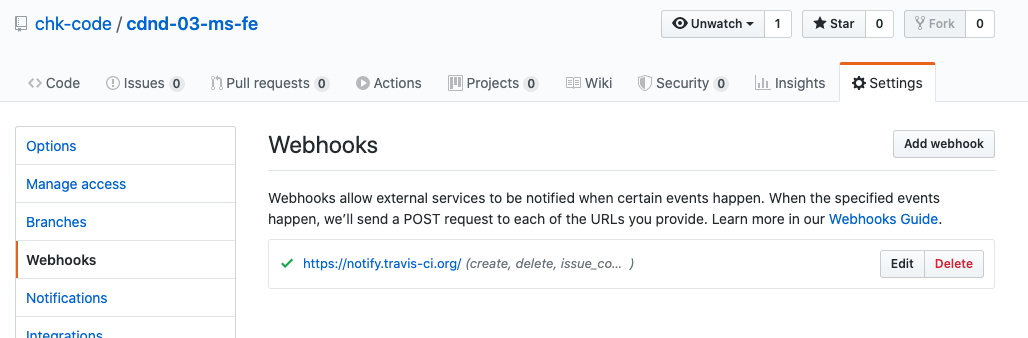 chk-code / cdnd-03-ms-fe
Unwatch 1
Star 0
Fork 0
Code
Issues 0
Pull requests 0
Actions
Projects 0
Wiki
Security 0
Insights
Settings
Options
Manage access
Branches
Webhooks
Notifications
Integrations
Webhooks
Add webhook
Webhooks allow external services to be notified when certain events happen. When the specified events
happen, we’ll send a POST request to each of the URLs you provide. Learn more in our Webhooks Guide.
https://notify.travis-ci.org/ (create, delete, issue_co… )
Edit
Delete